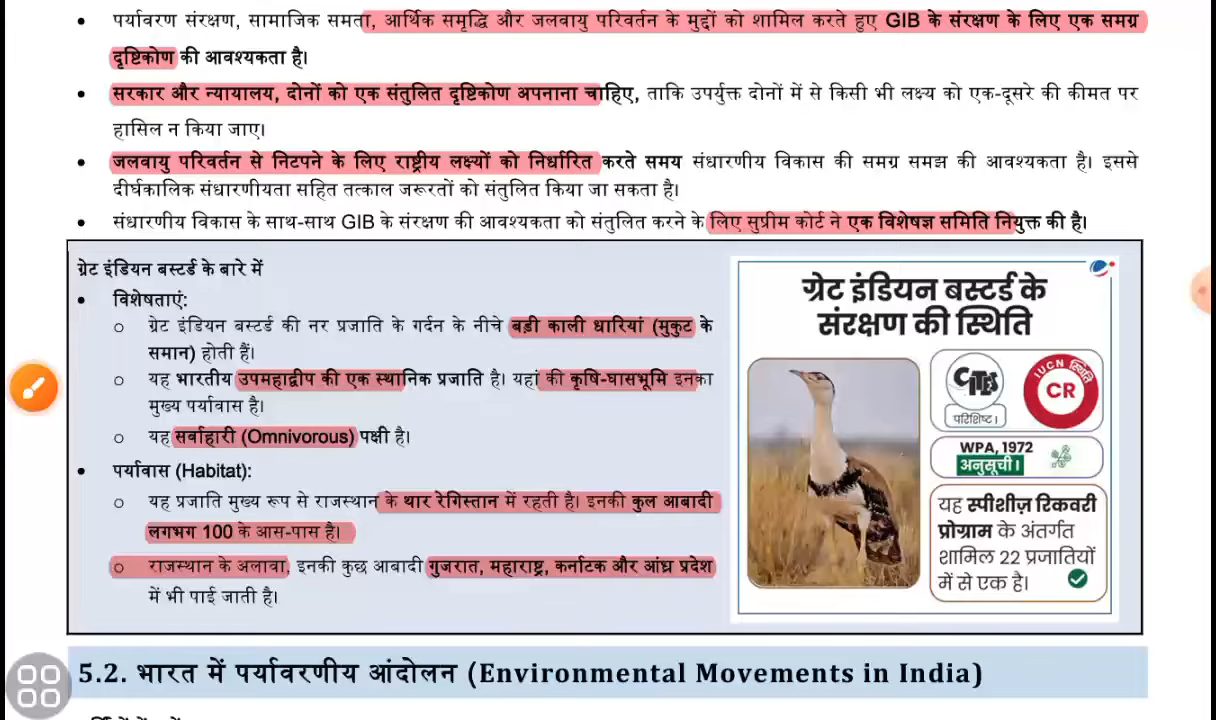 • पर्यावरण संरक्षण, सामाजिक समता, आर्थिक समृद्धि और जलवायु परिवर्तन के मुद्दों को शामिल करते हुए GIB के संरक्षण के लिए एक समग्र
दृष्टिकोण की आवश्यकता है।
• सरकार और न्यायालय, दोनों को एक संतुलित दृष्टिकोण अपनाना चाहिए, ताकि उपर्युक्त दोनों में से किसी भी लक्ष्य को एक-दूसरे की कीमत पर
हासिल न किया जाए।
• जलवायु परिवर्तन से निटपने के लिए राष्ट्रीय लक्ष्यों को निर्धारित करते समय संधारणीय विकास की समग्र समझ की आवश्यकता है। इससे
दीर्घकालिक संधारणीयता सहित तत्काल जरूरतों को संतुलित किया जा सकता है।
• संधारणीय विकास के साथ-साथ GIB के संरक्षण की आवश्यकता को संतुलित करने के लिए सुप्रीम कोर्ट ने एक विशेषज्ञ समिति नियुक्त की है।
ग्रेट इंडियन बस्टर्ड के बारे में
• विशेषताएं:
o ग्रेट इंडियन बस्टर्ड की नर प्रजाति के गर्दन के नीचे बड़ी काली धारियां (मुकुट के
समान) होती हैं।
o यह भारतीय उपमहाद्वीप की एक स्थानिक प्रजाति है। यहां की कृषि-घासभूमि इनका
मुख्य पर्यावास है।
o यह सर्वाहारी (Omnivorous) पक्षी है।
• पर्यावास (Habitat):
o यह प्रजाति मुख्य रूप से राजस्थान के थार रेगिस्तान में रहती है। इनकी कुल आबादी
लगभग 100 के आस-पास है।
o राजस्थान के अलावा, इनकी कुछ आबादी गुजरात, महाराष्ट्र, कर्नाटक और आंध्र प्रदेश
में भी पाई जाती है।
ग्रेट इंडियन बस्टर्ड के
संरक्षण की स्थिति
CITES
परिशिष्ट I
IUCN स्थिति
CR
WPA, 1972
अनुसूची I
यह स्पीशीज़ रिकवरी
प्रोग्राम के अंतर्गत
शामिल 22 प्रजातियों
में से एक है।
5.2. भारत में पर्यावरणीय आंदोलन (Environmental Movements in India)